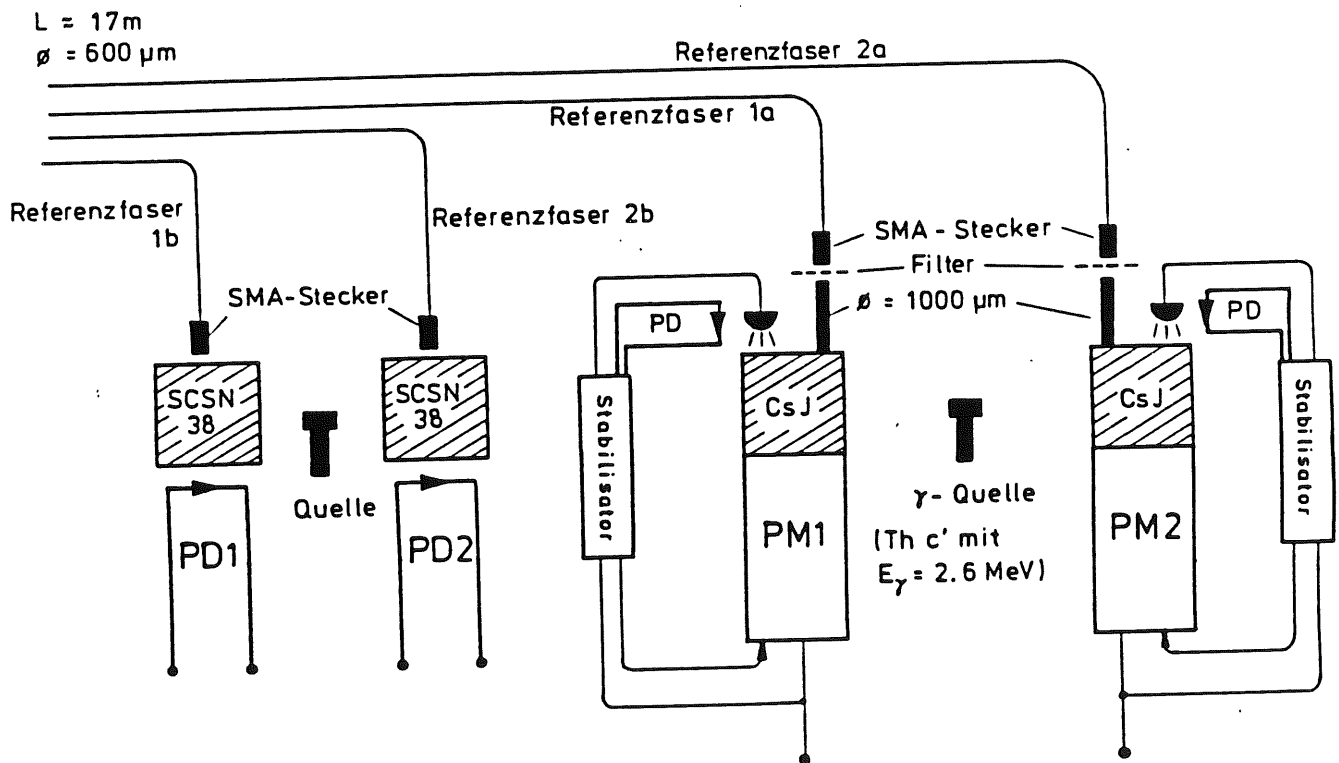 L = 17m
ø = 600 µm
Referenzfaser 2a
Referenzfaser 1a
Referenzfaser
1b
Referenzfaser 2b
SMA-Stecker
SMA - Stecker
Filter
ø = 1000 µm
PD
PD
SCSN
38
SCSN
38
Quelle
PD1
PD2
Stabilisator
CsJ
PM1
γ- Quelle
(Th c' mit
Eγ = 2.6 MeV)
CsJ
PM2
Stabilisator